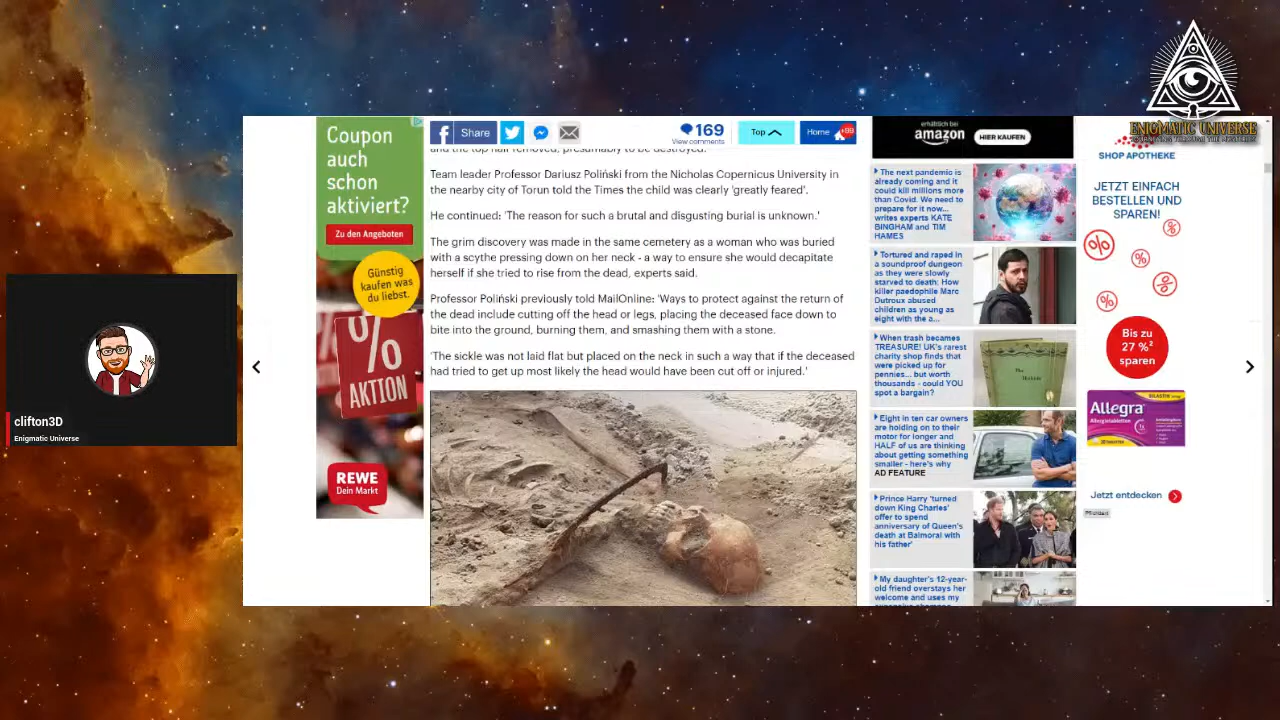 ENIGMATIC UNIVERSE
clifton3D
Enigmatic Universe
Coupon
auch
schon
aktiviert?
Zu den Angeboten
Günstig
kaufen was
du liebst.
%
AKTION
REWE
Dein Markt
Share
169
View comments
Top
Home
+99
and the top half removed, presumably to be destroyed.
Team leader Professor Dariusz Poliński from the Nicholas Copernicus University in
the nearby city of Torun told the Times the child was clearly 'greatly feared'.
He continued: 'The reason for such a brutal and disgusting burial is unknown.'
The grim discovery was made in the same cemetery as a woman who was buried
with a scythe pressing down on her neck - a way to ensure she would decapitate
herself if she tried to rise from the dead, experts said.
Professor Poliński previously told MailOnline: 'Ways to protect against the return of
the dead include cutting off the head or legs, placing the deceased face down to
bite into the ground, burning them, and smashing them with a stone.
'The sickle was not laid flat but placed on the neck in such a way that if the deceased
had tried to get up most likely the head would have been cut off or injured.'
erhältlich bei
amazon
HIER KAUFEN
The next pandemic is
already coming and it
could kill millions more
than Covid. We need to
prepare for it now...
writes experts KATE
BINGHAM and TIM
HAMES
Tortured and raped in
a soundproof dungeon
as they were slowly
starved to death: How
killer paedophile Marc
Dutroux abused
children as young as
eight with the a...
When trash becomes
TREASURE! UK's rarest
charity shop finds that
were picked up for
pennies... but worth
thousands - could YOU
spot a bargain?
Eight in ten car owners
are holding on to their
motor for longer and
HALF of us are thinking
about getting something
smaller - here's why
AD FEATURE
Prince Harry 'turned
down King Charles'
offer to spend
anniversary of Queen's
death at Balmoral with
his father'
My daughter's 12-year-
old friend overstays her
welcome and uses my
SHOP APOTHEKE
JETZT EINFACH
BESTELLEN UND
SPAREN!
%
%
%
%
%
Bis zu
27 %²
sparen
Allegra
Allergietabletten
Jetzt entdecken